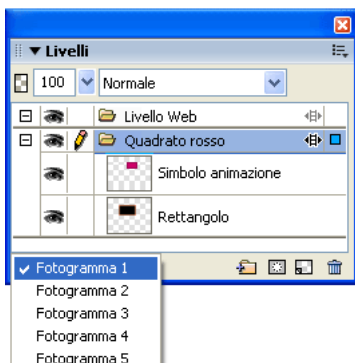 Livelli
100 Normale
Livello Web
Quadrato rosso
Simbolo animazione
Rettangolo
Fotogramma 1
Fotogramma 2
Fotogramma 3
Fotogramma 4
Fotogramma 5